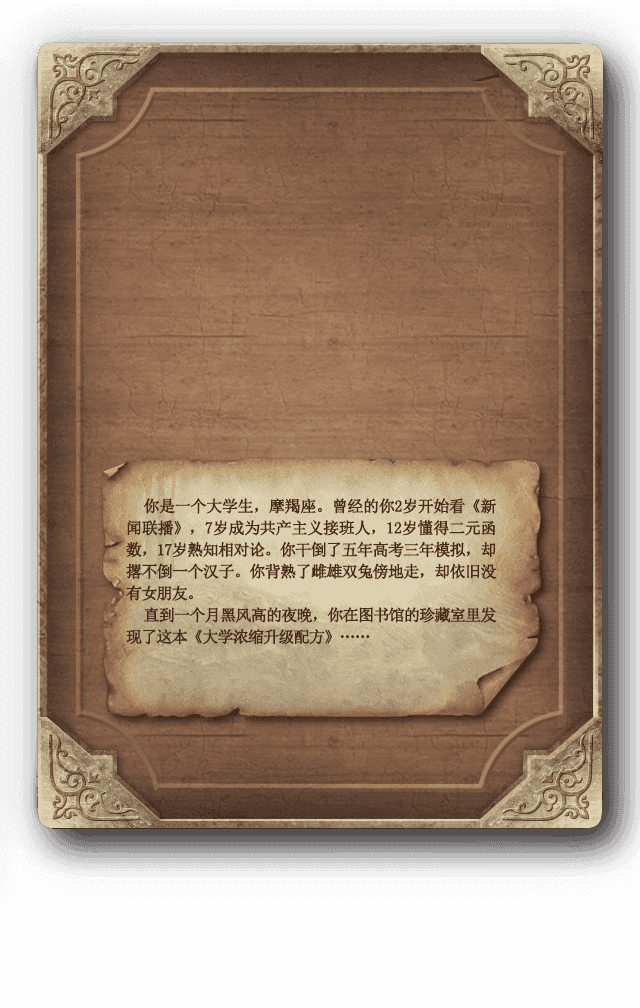 你是一个大学生，摩羯座。曾经的你2岁开始看《新
闻联播》，7岁成为共产主义接班人，12岁懂得二元函
数，17岁熟知相对论。你干倒了五年高考三年模拟，却
撂不倒一个汉子。你背熟了雌雄双兔傍地走，却依旧没
有女朋友。
直到一个月黑风高的夜晚，你在图书馆的珍藏室里发
现了这本《大学浓缩升级配方》……